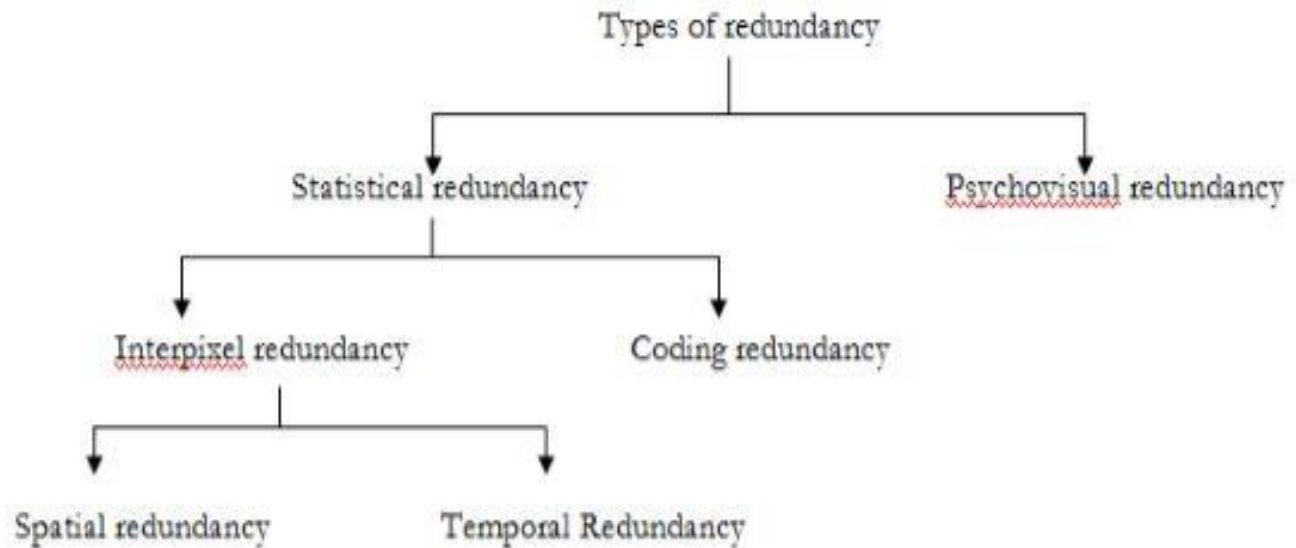 Types of redundancy
Statistical redundancy
Psychovisual redundancy
Interpixel redundancy
Coding redundancy
Spatial redundancy
Temporal Redundancy